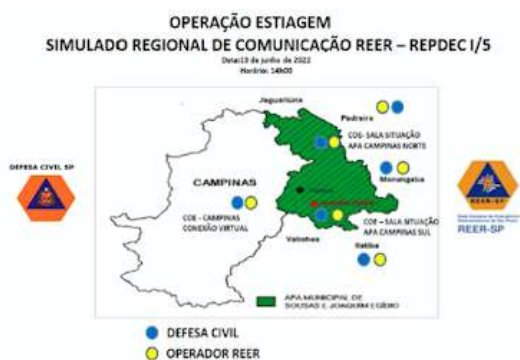 OPERAÇÃO ESTIAGEM
SIMULADO REGIONAL DE COMUNICAÇÃO REER – REPDEC I/5
Data:13 de junho de 2022
Horário: 14h00
Jaguariúna
Pedreira
COE- SALA SITUAÇÃO
APA CAMPINAS NORTE
DEFESA CIVIL SP
CAMPINAS
Morungaba
COE - CAMPINAS
CONEXÃO VIRTUAL
COE – SALA SITUAÇÃO
APA CAMPINAS SUL
REER-SP
REER-SP
Valinhos
Itatiba
APA MUNICIPAL DE
SOUSAS E JOAQUIM EGÍDIO
DEFESA CIVIL
OPERADOR REER